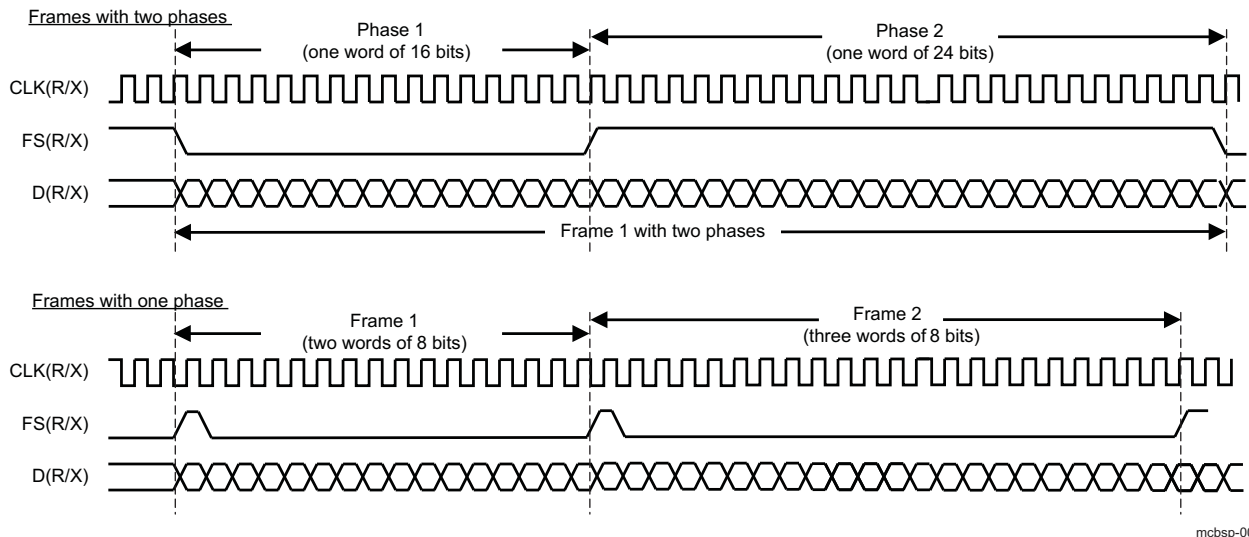 Frames with two phases
Phase 1
(one word of 16 bits)
Phase 2
(one word of 24 bits)
CLK(R/X)
FS(R/X)
D(R/X)
Frame 1 with two phases
Frames with one phase
Frame 1
(two words of 8 bits)
Frame 2
(three words of 8 bits)
CLK(R/X)
FS(R/X)
D(R/X)